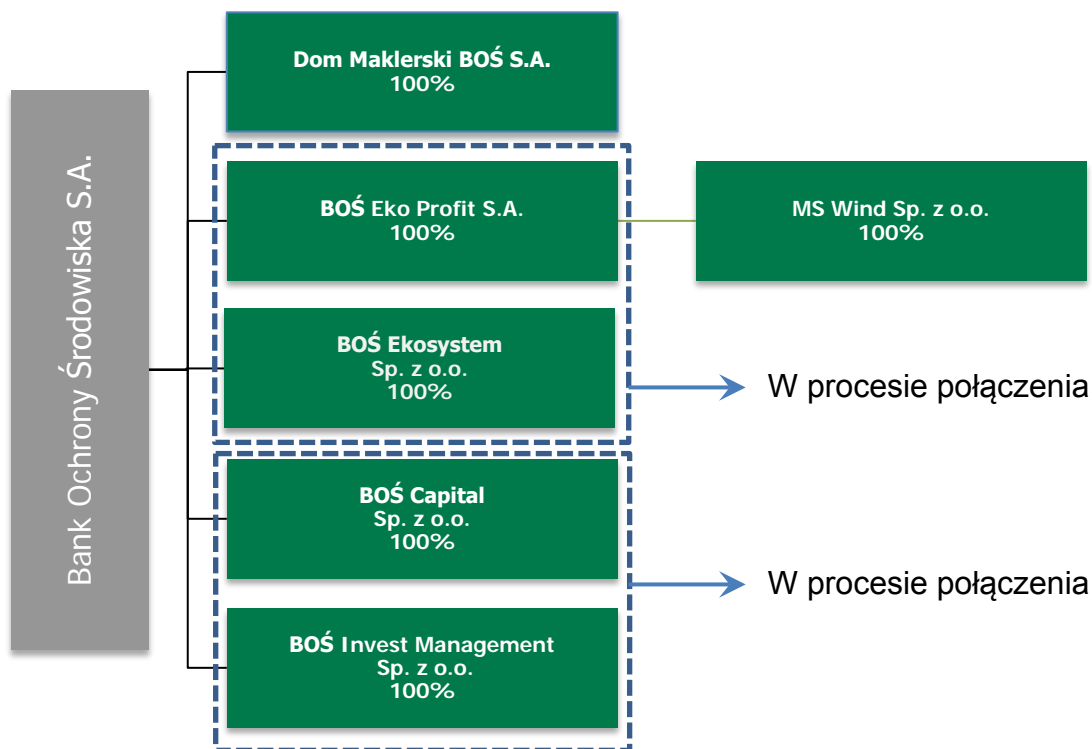 Bank Ochrony Środowiska S.A.
Dom Maklerski BOŚ S.A.
100%
BOŚ Eko Profit S.A.
100%
MS Wind Sp. z o.o.
100%
BOŚ Ekosystem
Sp. z o.o.
100%
W procesie połączenia
BOŚ Capital
Sp. z o.o.
100%
W procesie połączenia
BOŚ Invest Management
Sp. z o.o.
100%